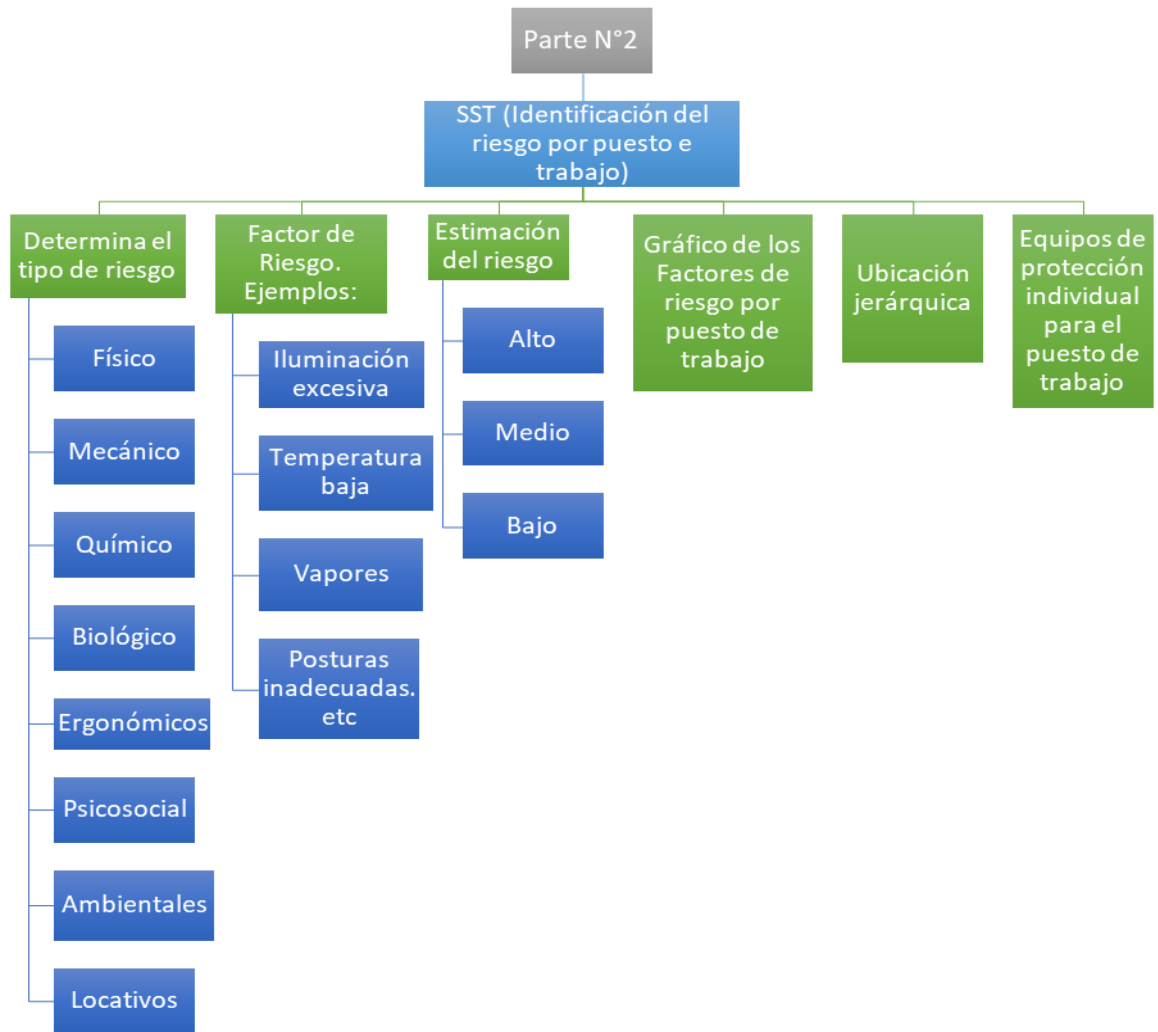 Parte N°2
SST (Identificación del
riesgo por puesto e
trabajo)
Determina el
tipo de riesgo
Físico
Mecánico
Químico
Biológico
Ergonómicos
Psicosocial
Ambientales
Locativos
Factor de
Riesgo.
Ejemplos:
Iluminación
excesiva
Temperatura
baja
Vapores
Posturas
inadecuadas.
etc
Estimación
del riesgo
Alto
Medio
Bajo
Gráfico de los
Factores de
riesgo por
puesto de
trabajo
Ubicación
jerárquica
Equipos de
protección
individual
para el
puesto de
trabajo